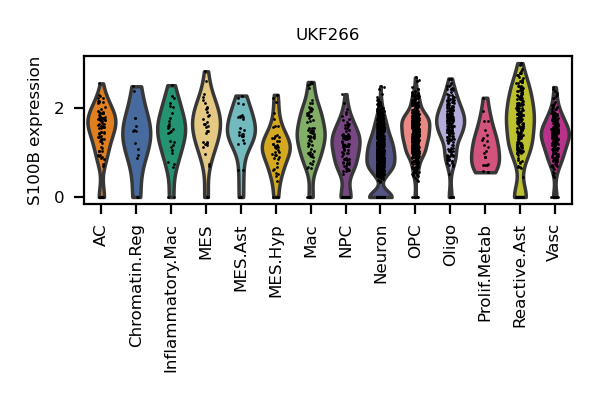 UKF266
S100B expression
2
0
AC
Chromatin.Reg
Inflammatory.Mac
MES
MES.Ast
MES.Hyp
Mac
NPC
Neuron
OPC
Oligo
Prolif.Metab
Reactive.Ast
Vasc